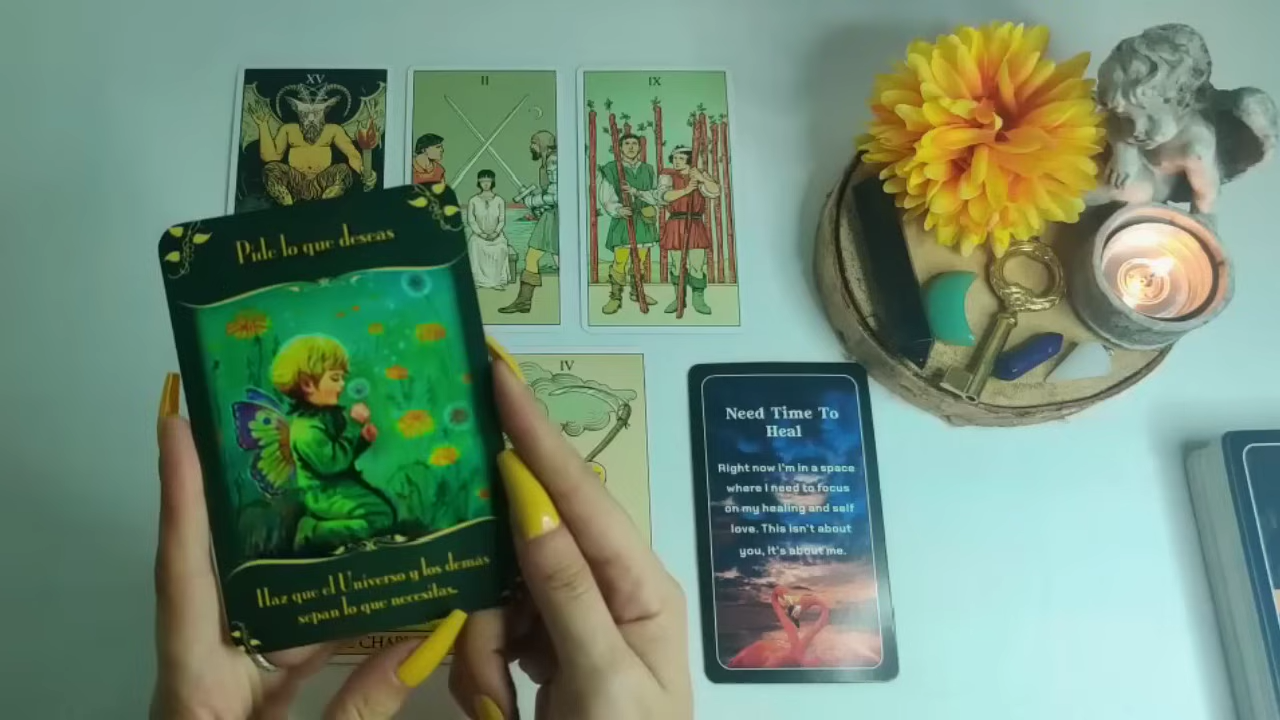 XV
II
IX
Pide lo que deseas
IV
Need Time To
Heal
Right now I'm in a space
where I need to focus
on my healing and self
love. This isn't about
you, it's about me.
Haz que el Universo y los demás
sepan lo que necesitas.